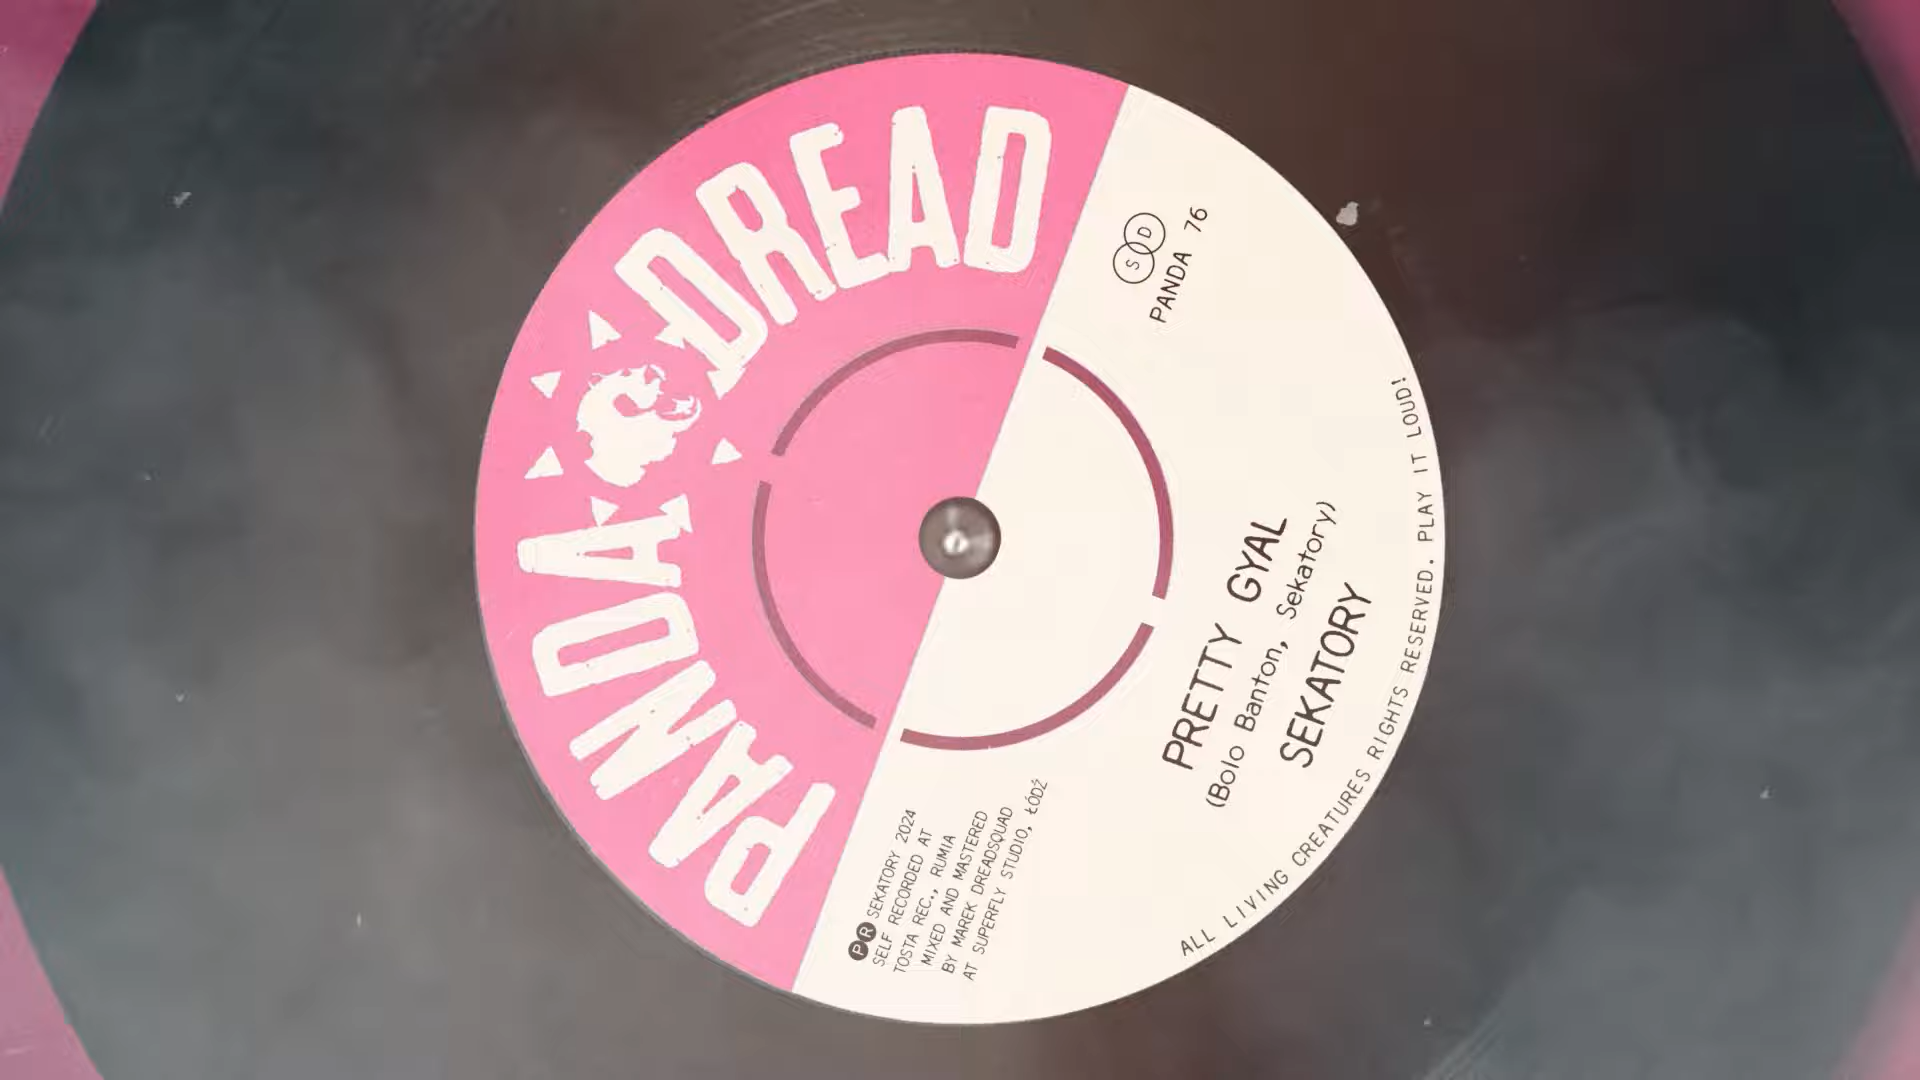 PANDA DREAD
S D
PANDA 76
PRETTY GYAL
(Bolo Banton, Sekatory)
SEKATORY
P R SEKATORY 2024
SELF RECORDED AT
TOSTA REC., RUMIA
MIXED AND MASTERED
BY MAREK DREADSQUAD
AT SUPERFLY STUDIO, ŁÓDŹ
ALL LIVING CREATURES RIGHTS RESERVED. PLAY IT LOUD!